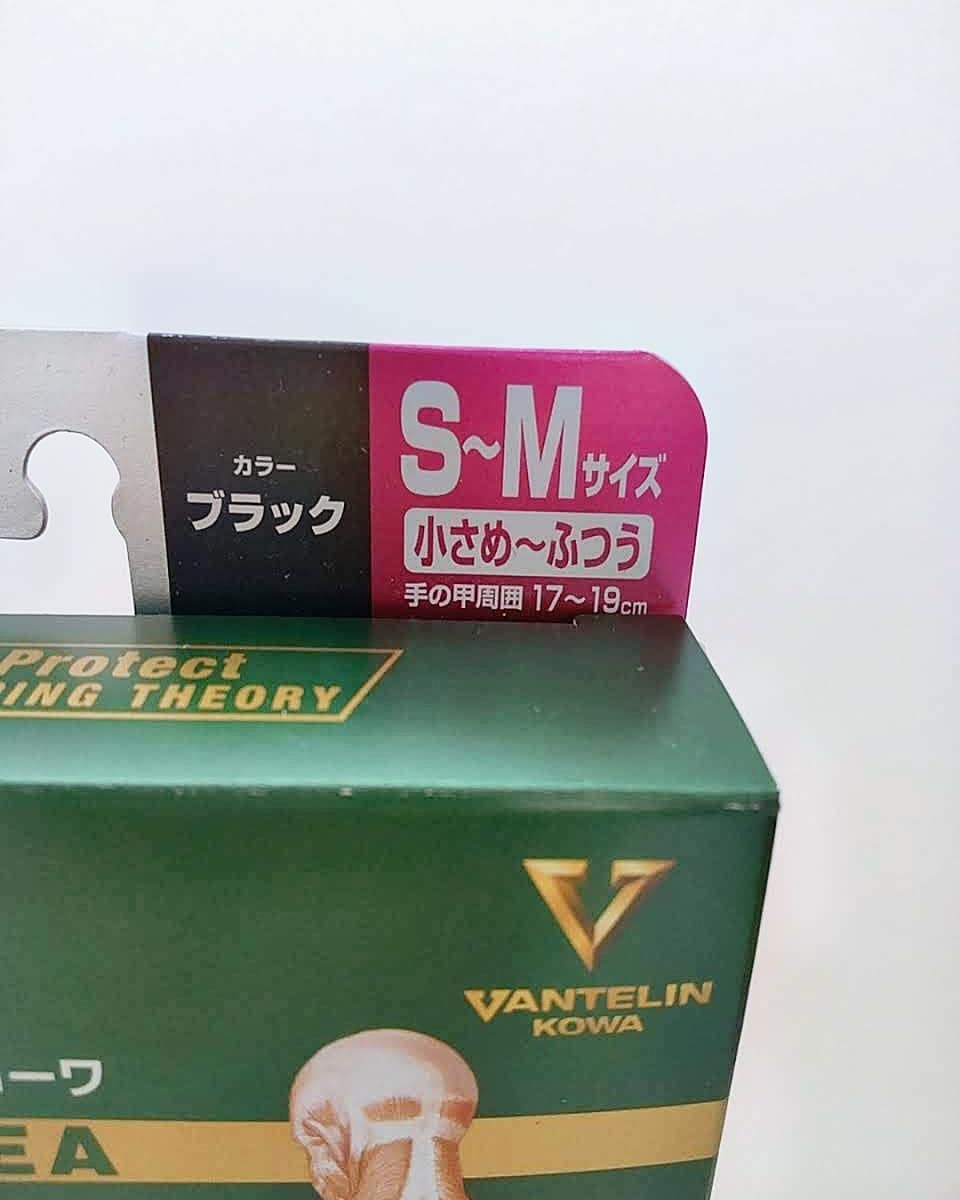 カラー
ブラック
S~Mサイズ
小さめ~ふつう
手の甲周囲 17~19cm
Protect
THEORY
VANTELIN
KOWA